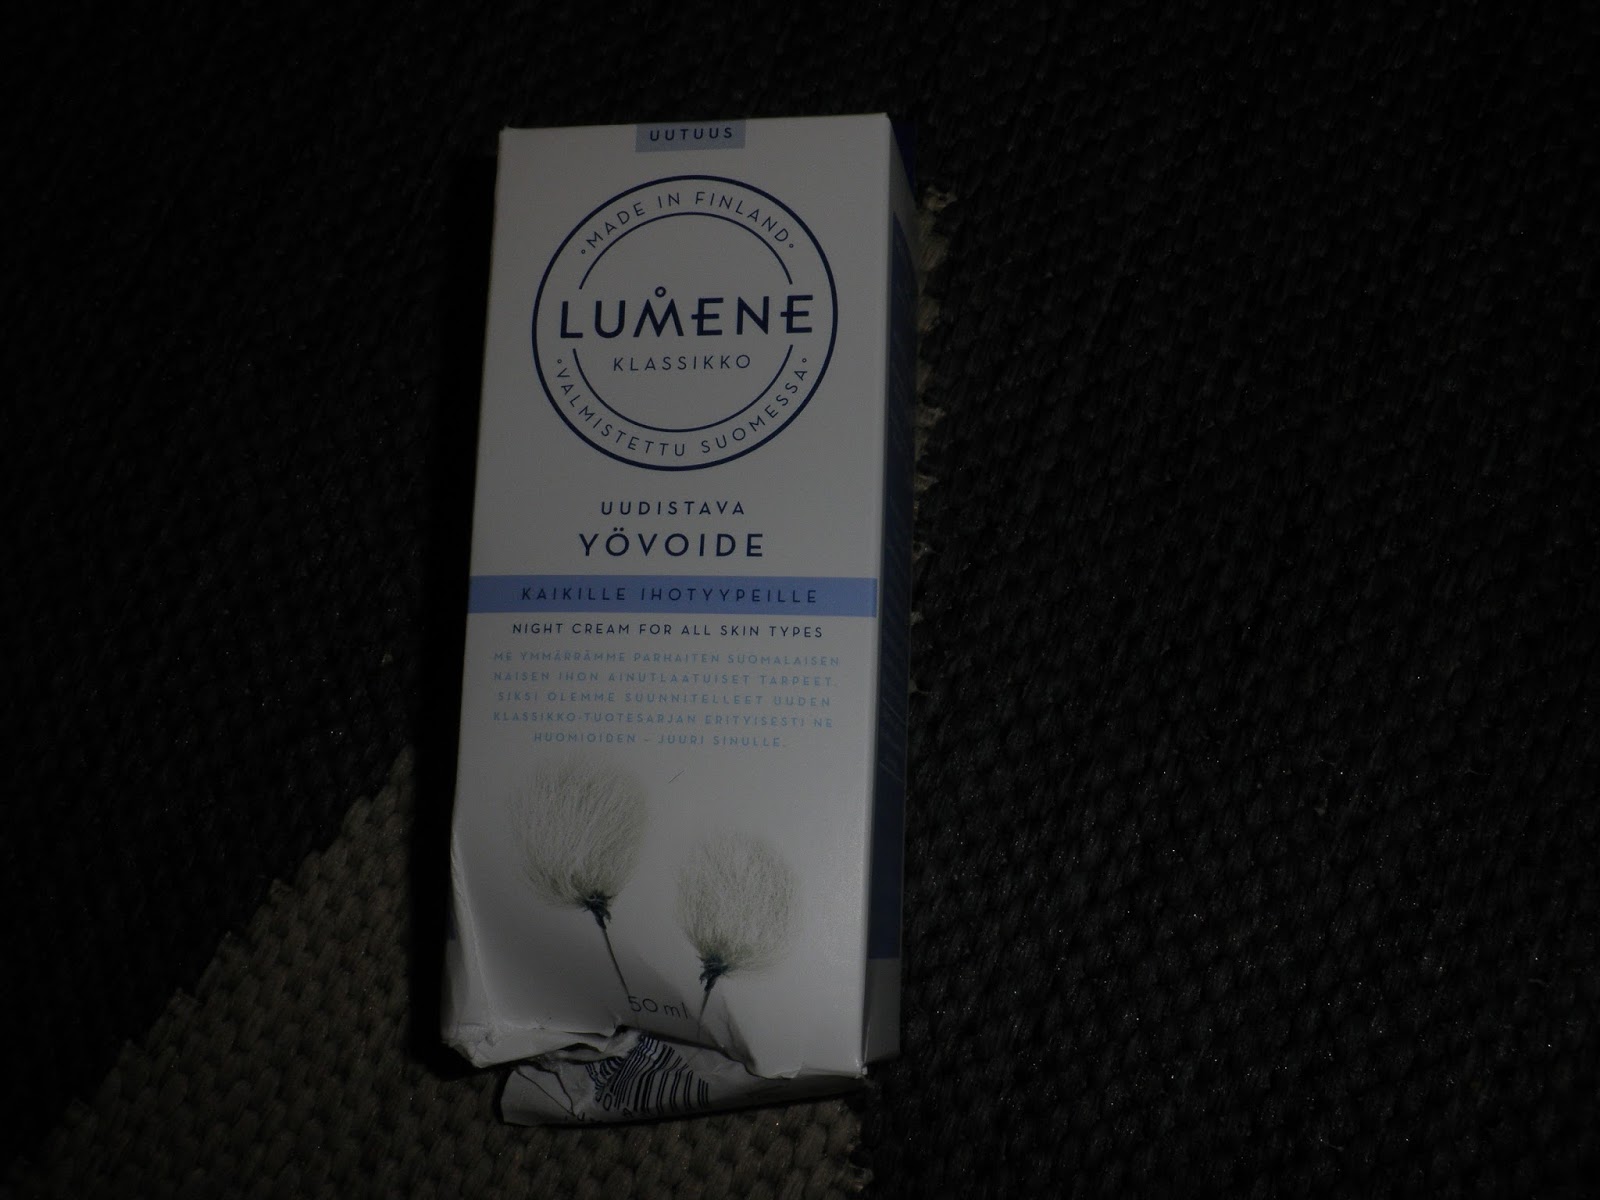 UUTUUS
MADE IN FINLAND
LUMENE
KLASSIKKO
VALMISTETTU SUOMESSA
UUDISTAVA
YÖVOIDE
KAIKILLE IHOTYYPEILLE
NIGHT CREAM FOR ALL SKIN TYPES
ME YMMÄRRÄMME PARHAITEN SUOMALAISEN
NAISEN IHON AINUTLAATUISET TARPEET.
SIKSI OLEMME SUUNNITELLEET UUDEN
KLASSIKKO-TUOTESARJAN ERITYISESTI NE
HUOMIOIDEN – JUURI SINULLE.
50 ml